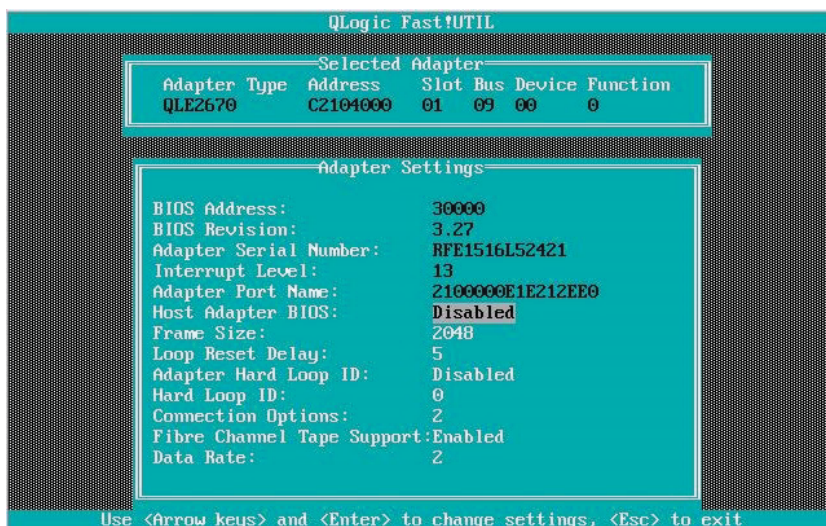 QLogic Fast!UTIL
Selected Adapter
Adapter Type Address Slot Bus Device Function
QLE2670 C2104000 01 09 00 0
Adapter Settings
BIOS Address: 30000
BIOS Revision: 3.27
Adapter Serial Number: RFE1516L52421
Interrupt Level: 13
Adapter Port Name: 2100000E1E212EE0
Host Adapter BIOS: Disabled
Frame Size: 2048
Loop Reset Delay: 5
Adapter Hard Loop ID: Disabled
Hard Loop ID: 0
Connection Options: 2
Fibre Channel Tape Support:Enabled
Data Rate: 2
Use <Arrow keys> and <Enter> to change settings, <Esc> to exit